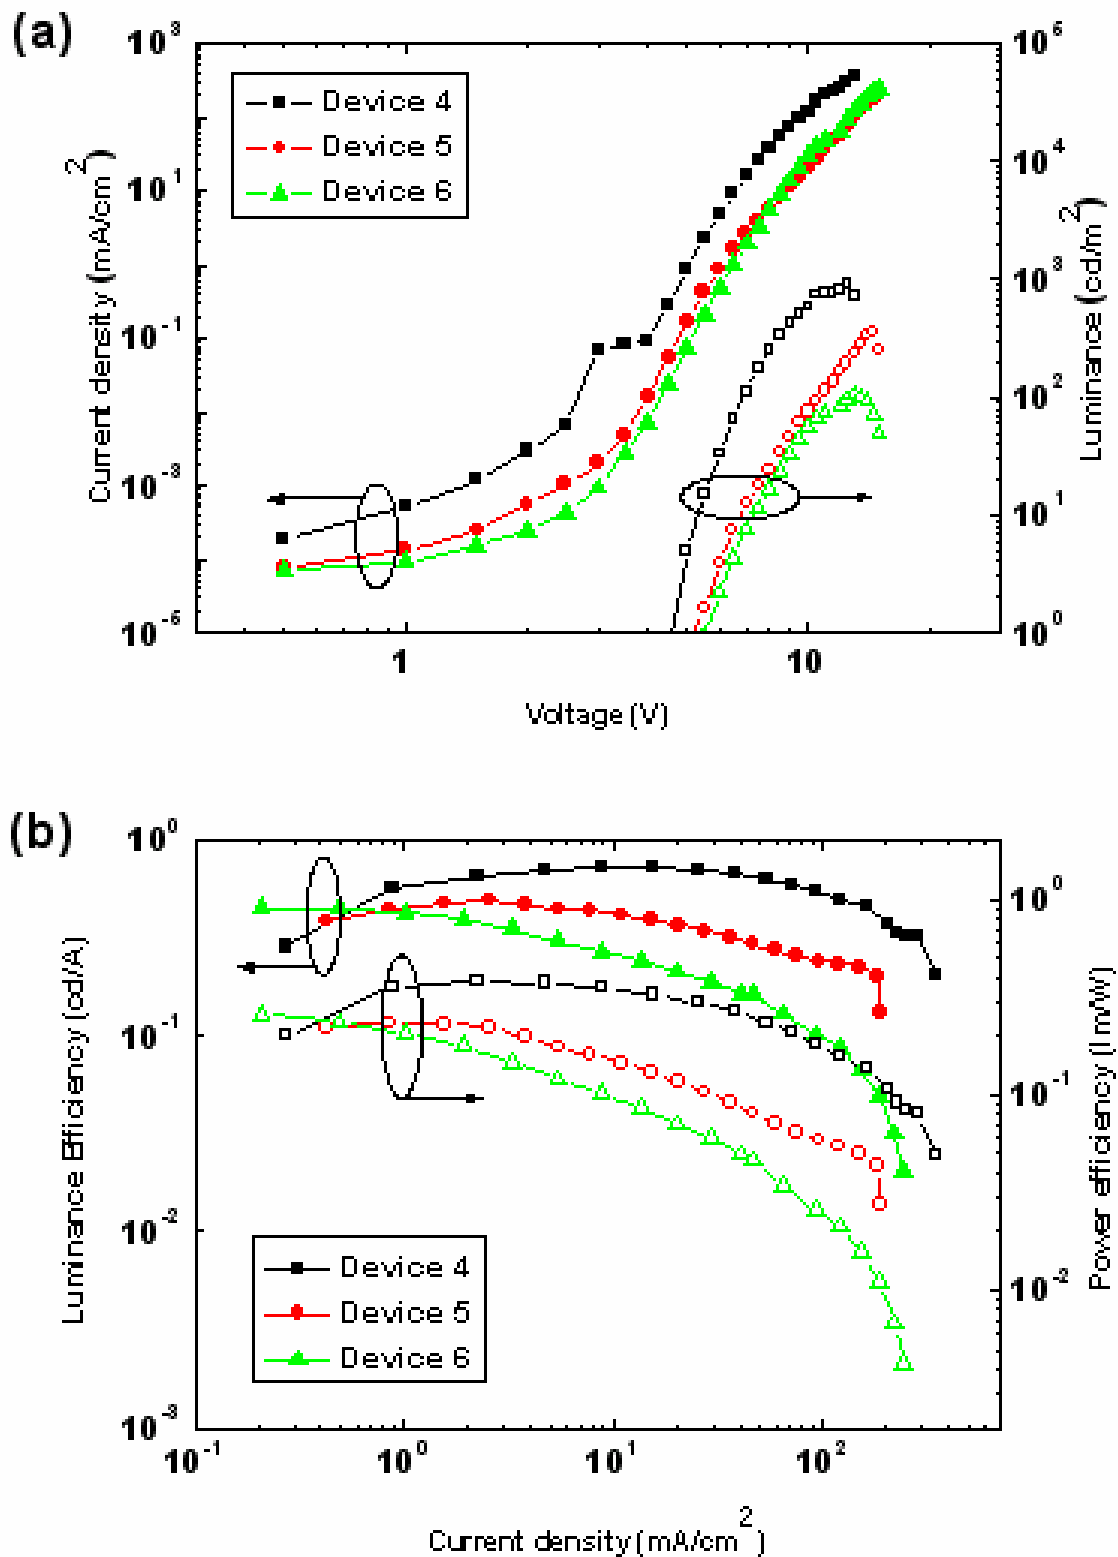 (a)
10^3
10^1
10^-1
10^-3
10^-6
Current density (mA/cm^2)
Device 4
Device 5
Device 6
10^6
10^4
10^3
10^2
10^1
10^0
Luminance (cd/m^2)
1
10
Voltage (V)
(b)
10^0
10^-1
10^-2
10^-3
Luminance Efficiency (cd/A)
Device 4
Device 5
Device 6
10^0
10^-1
10^-2
Power efficiency (lm/W)
10^-1
10^0
10^1
10^2
Current density (mA/cm^2)